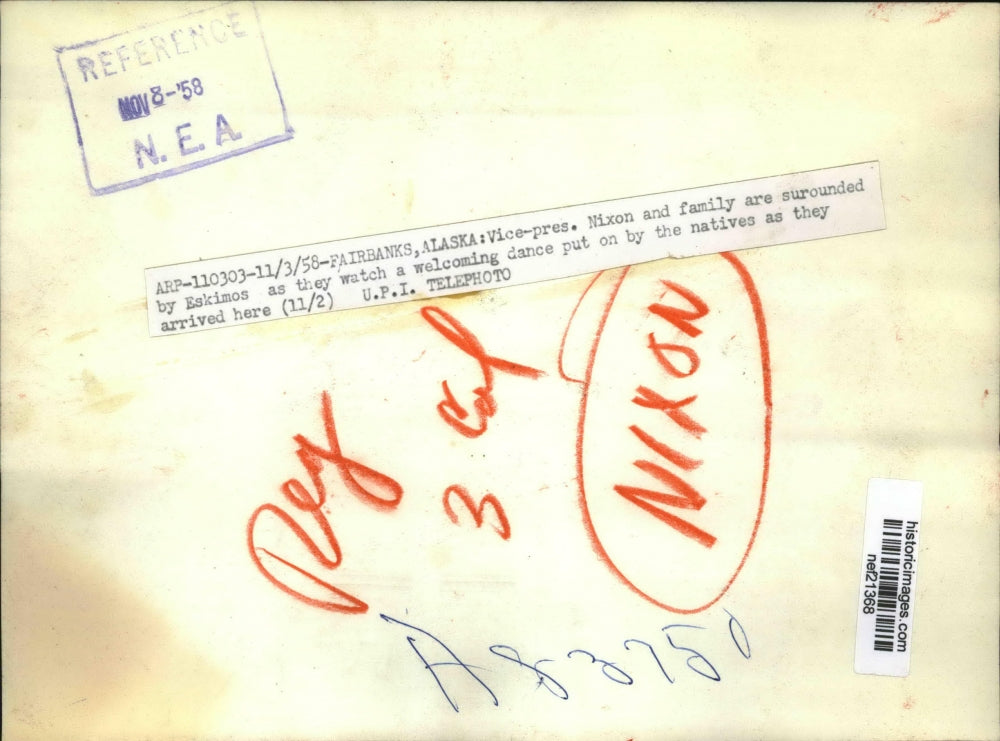 REFERENCE
NOV 8-'58
N.E.A.
ARP-110303-11/3/58-FAIRBANKS,ALASKA:Vice-pres. Nixon and family are surounded
by Eskimos as they watch a welcoming dance put on by the natives as they
arrived here (11/2) U.P.I. TELEPHOTO
3 Col
NIXON
historicimages.com
nef21368